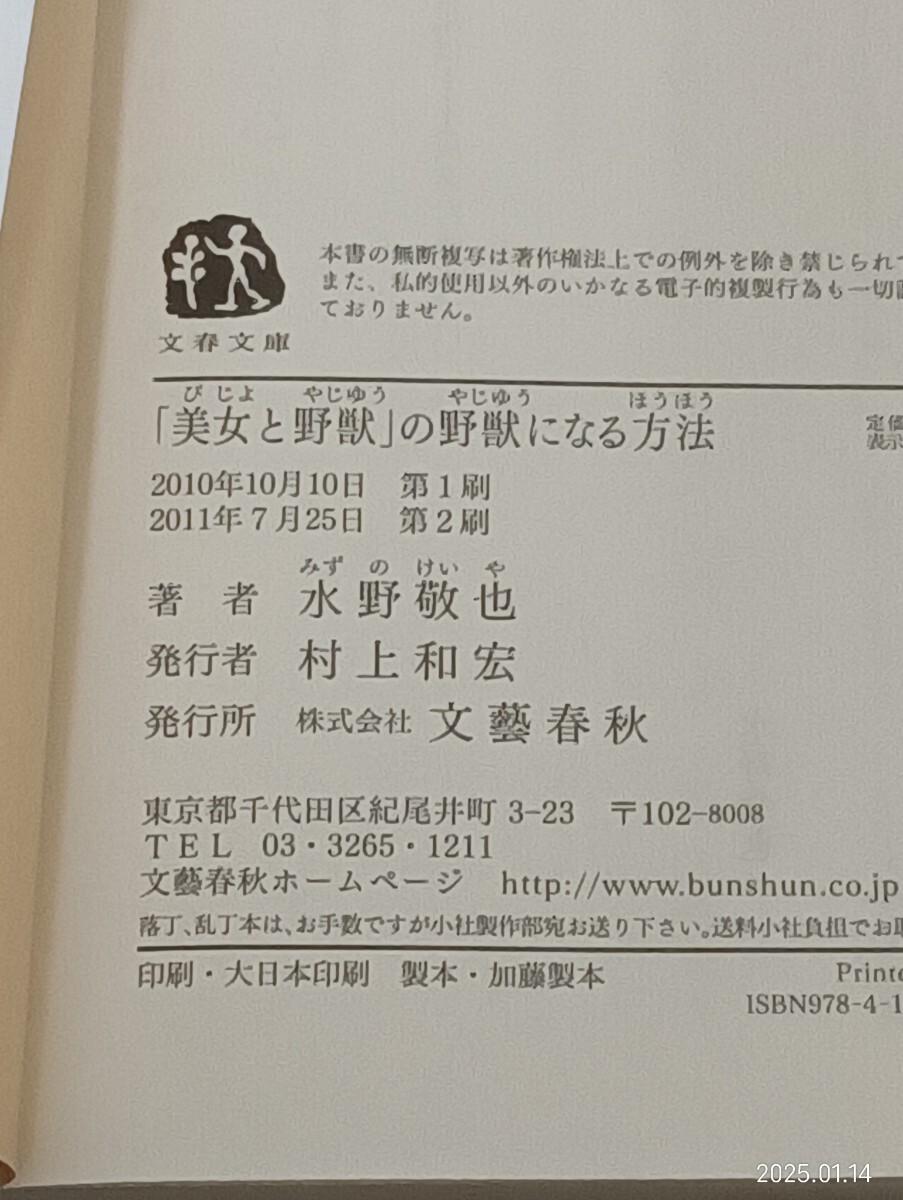 文春文庫
本書の無断複写は著作権法上での例外を除き禁じられて
また、私的使用以外のいかなる電子的複製行為も一切
ておりません。
びじよ やじゆう やじゆう ほうほう
「美女と野獣」の野獣になる方法
定価
表示
2010年10月10日 第1刷
2011年7月25日 第2刷
みずのけいや
著者 水野敬也
発行者 村上和宏
発行所 株式会社 文藝春秋
東京都千代田区紀尾井町 3-23 〒102-8008
TEL 03・3265・1211
文藝春秋ホームページ http://www.bunshun.co.jp
落丁、乱丁本は、お手数ですが小社製作部宛お送り下さい。送料小社負担でお取
印刷・大日本印刷 製本・加藤製本
Printe
ISBN978-4-1
2025.01.14